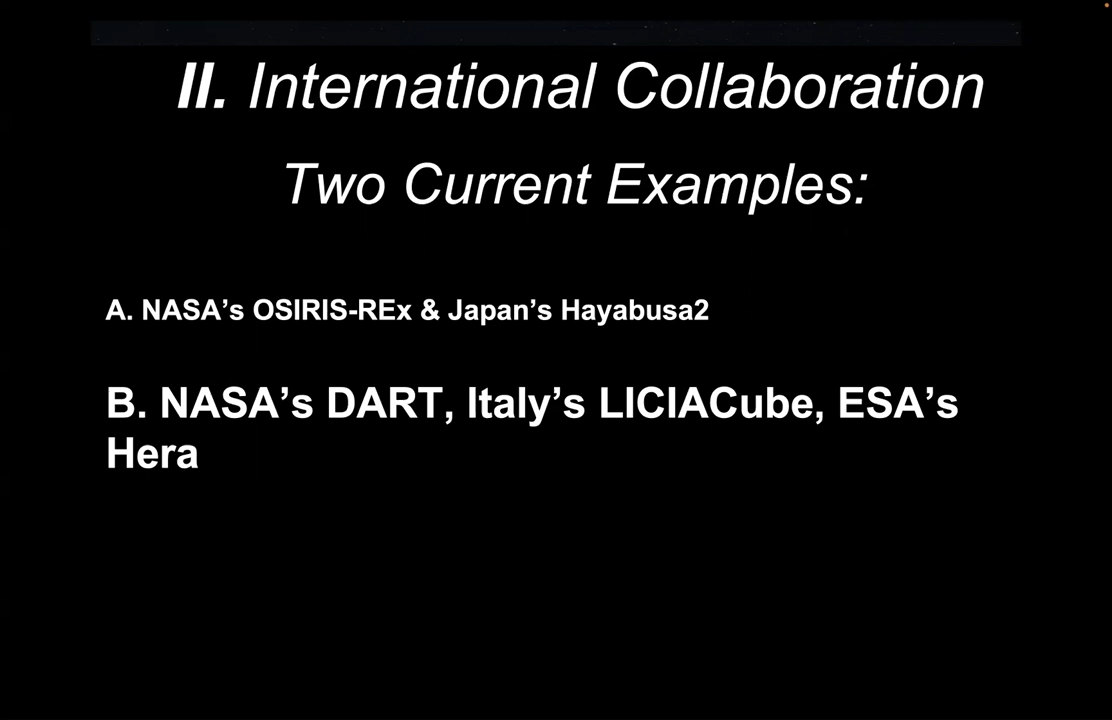 II. International Collaboration
Two Current Examples:
A. NASA’s OSIRIS-REx & Japan’s Hayabusa2
B. NASA’s DART, Italy’s LICIACube, ESA’s
Hera